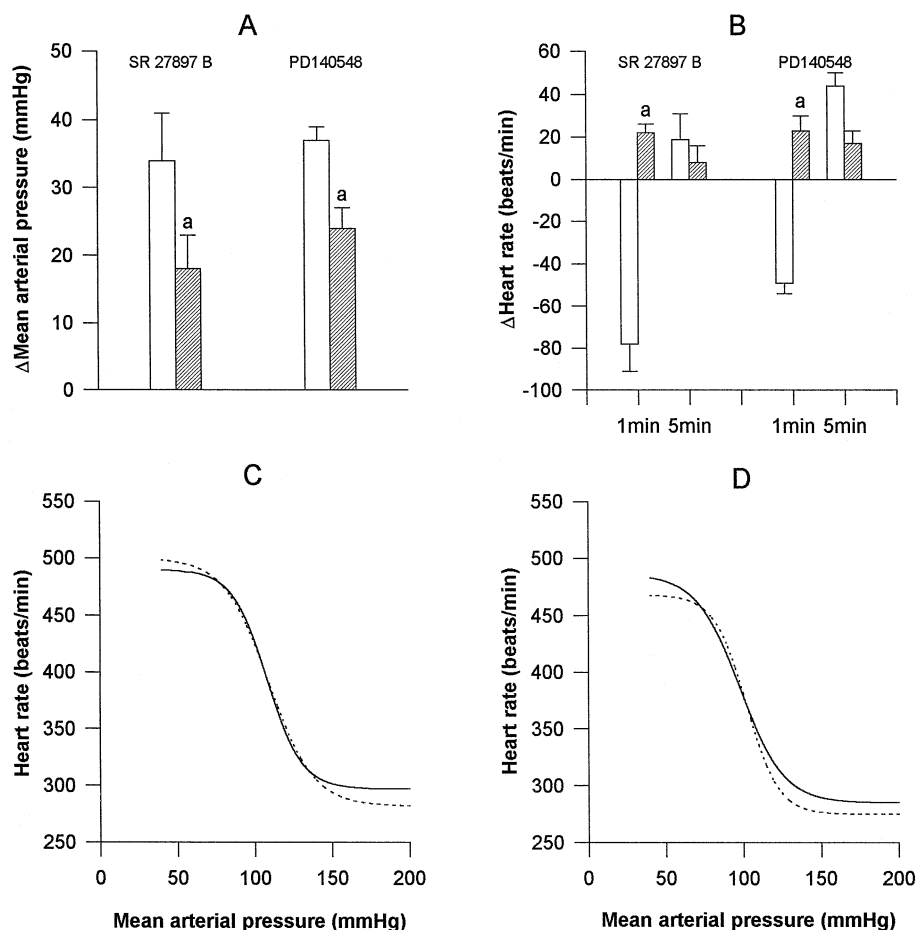 A
ΔMean arterial pressure (mmHg)
50
40
30
20
10
0
SR 27897 B
PD140548
a
a
B
ΔHeart rate (beats/min)
60
40
20
0
-20
-40
-60
-80
-100
SR 27897 B
PD140548
a
a
1min 5min
1min 5min
C
Heart rate (beats/min)
550
500
450
400
350
300
250
0 50 100 150 200
Mean arterial pressure (mmHg)
D
Heart rate (beats/min)
550
500
450
400
350
300
250
0 50 100 150 200
Mean arterial pressure (mmHg)